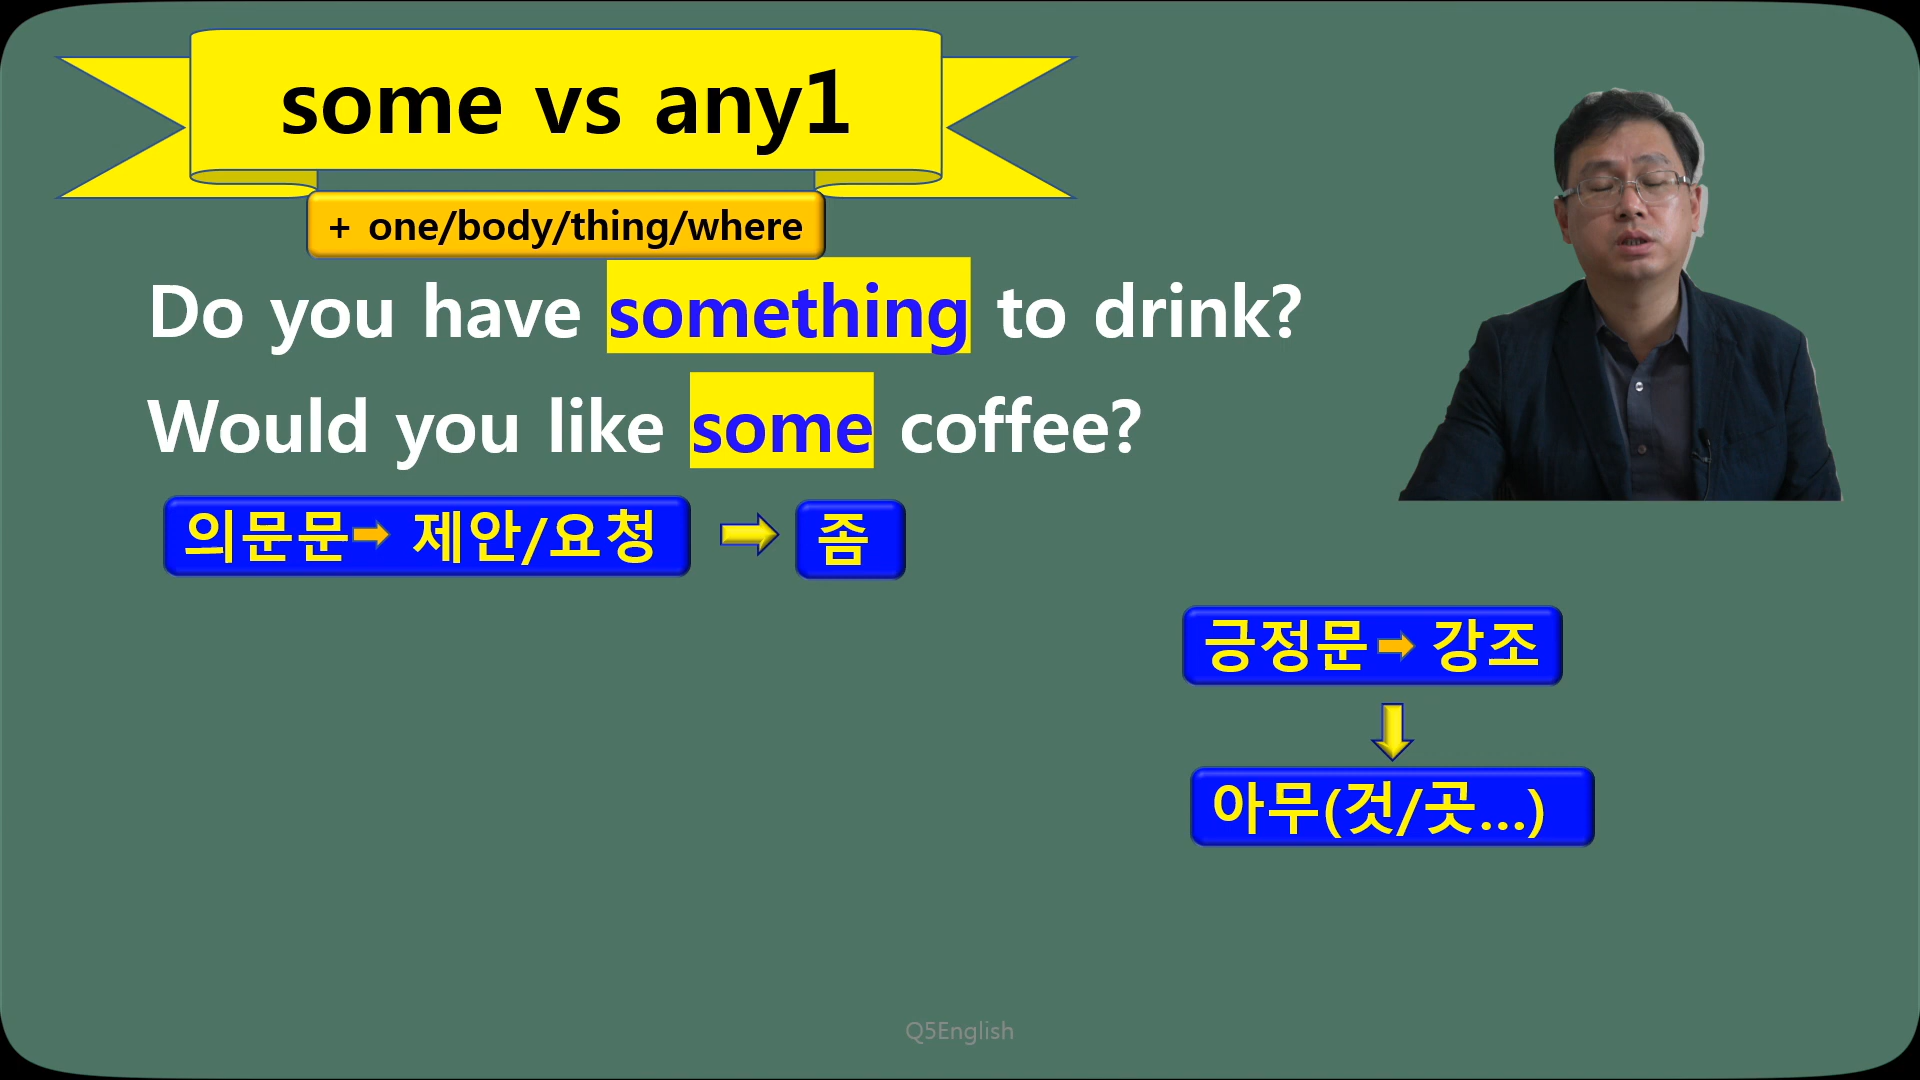 some vs any1
+ one/body/thing/where
Do you have something to drink?
Would you like some coffee?
의문문 제안/요청
좀
긍정문 강조
아무(것/곳...)
Q5English